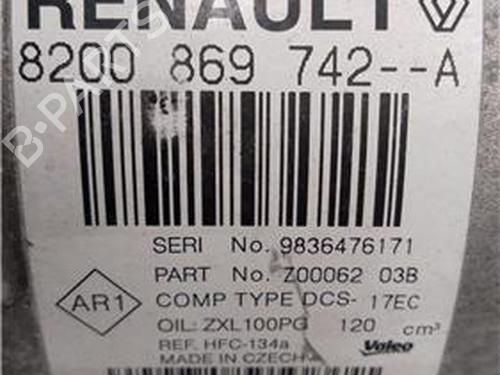 RENAULT
8200 869 742--A
SERI No. 9836476171
PART No. Z00062 03B
AR1
COMP TYPE DCS- 17EC
OIL: ZXL100PG 120 cm³
REF. HFC-134a
Valeo
MADE IN CZECH